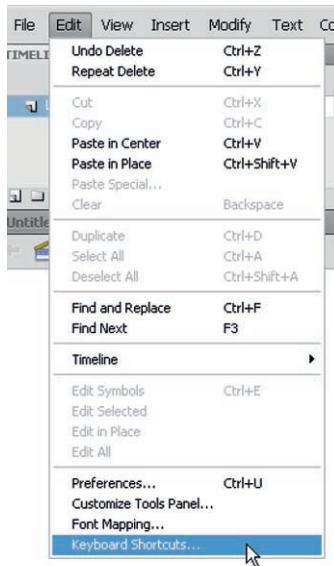 File Edit View Insert Modify Text
TIMELI
Undo Delete Ctrl+Z
Repeat Delete Ctrl+Y
Cut Ctrl+X
Copy Ctrl+C
Paste in Center Ctrl+V
Paste in Place Ctrl+Shift+V
Paste Special...
Clear Backspace
Untitle
Duplicate Ctrl+D
Select All Ctrl+A
Deselect All Ctrl+Shift+A
Find and Replace Ctrl+F
Find Next F3
Timeline
Edit Symbols Ctrl+E
Edit Selected
Edit in Place
Edit All
Preferences... Ctrl+U
Customize Tools Panel...
Font Mapping...
Keyboard Shortcuts...